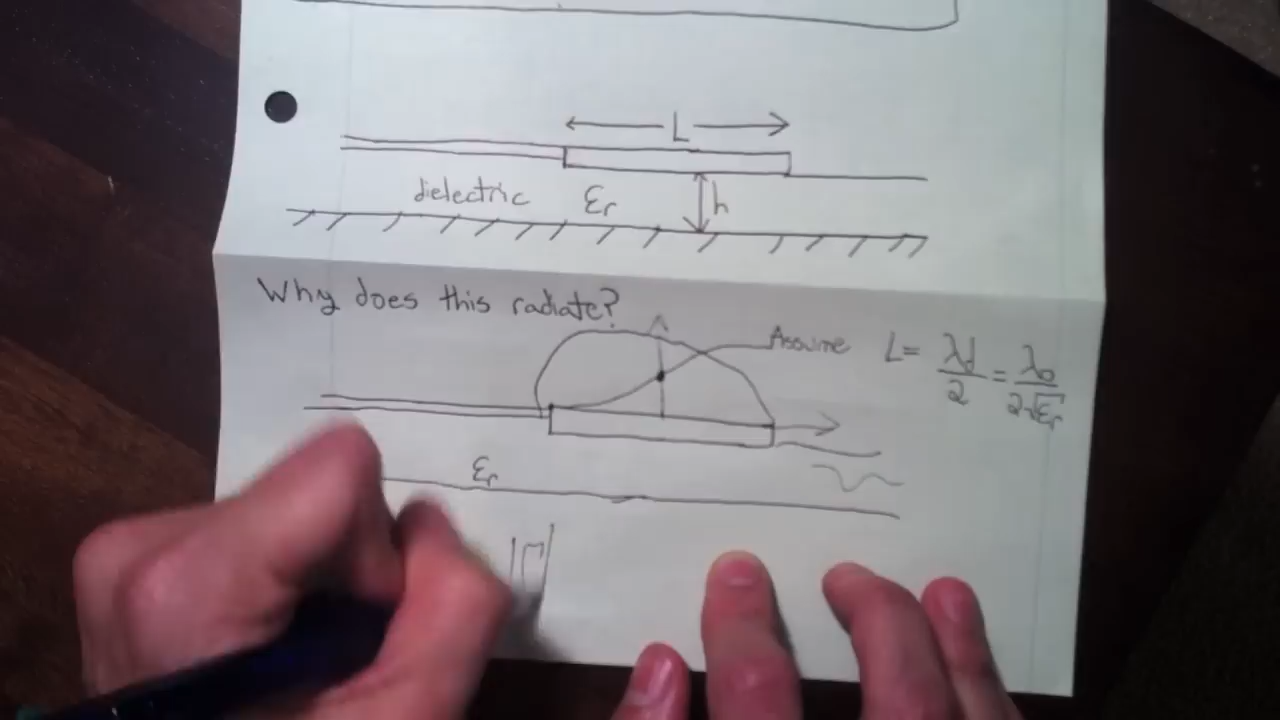 L
dielectric εr h
Why does this radiate?
Assume L = λd/2 = λ0/(2√εr)
εr